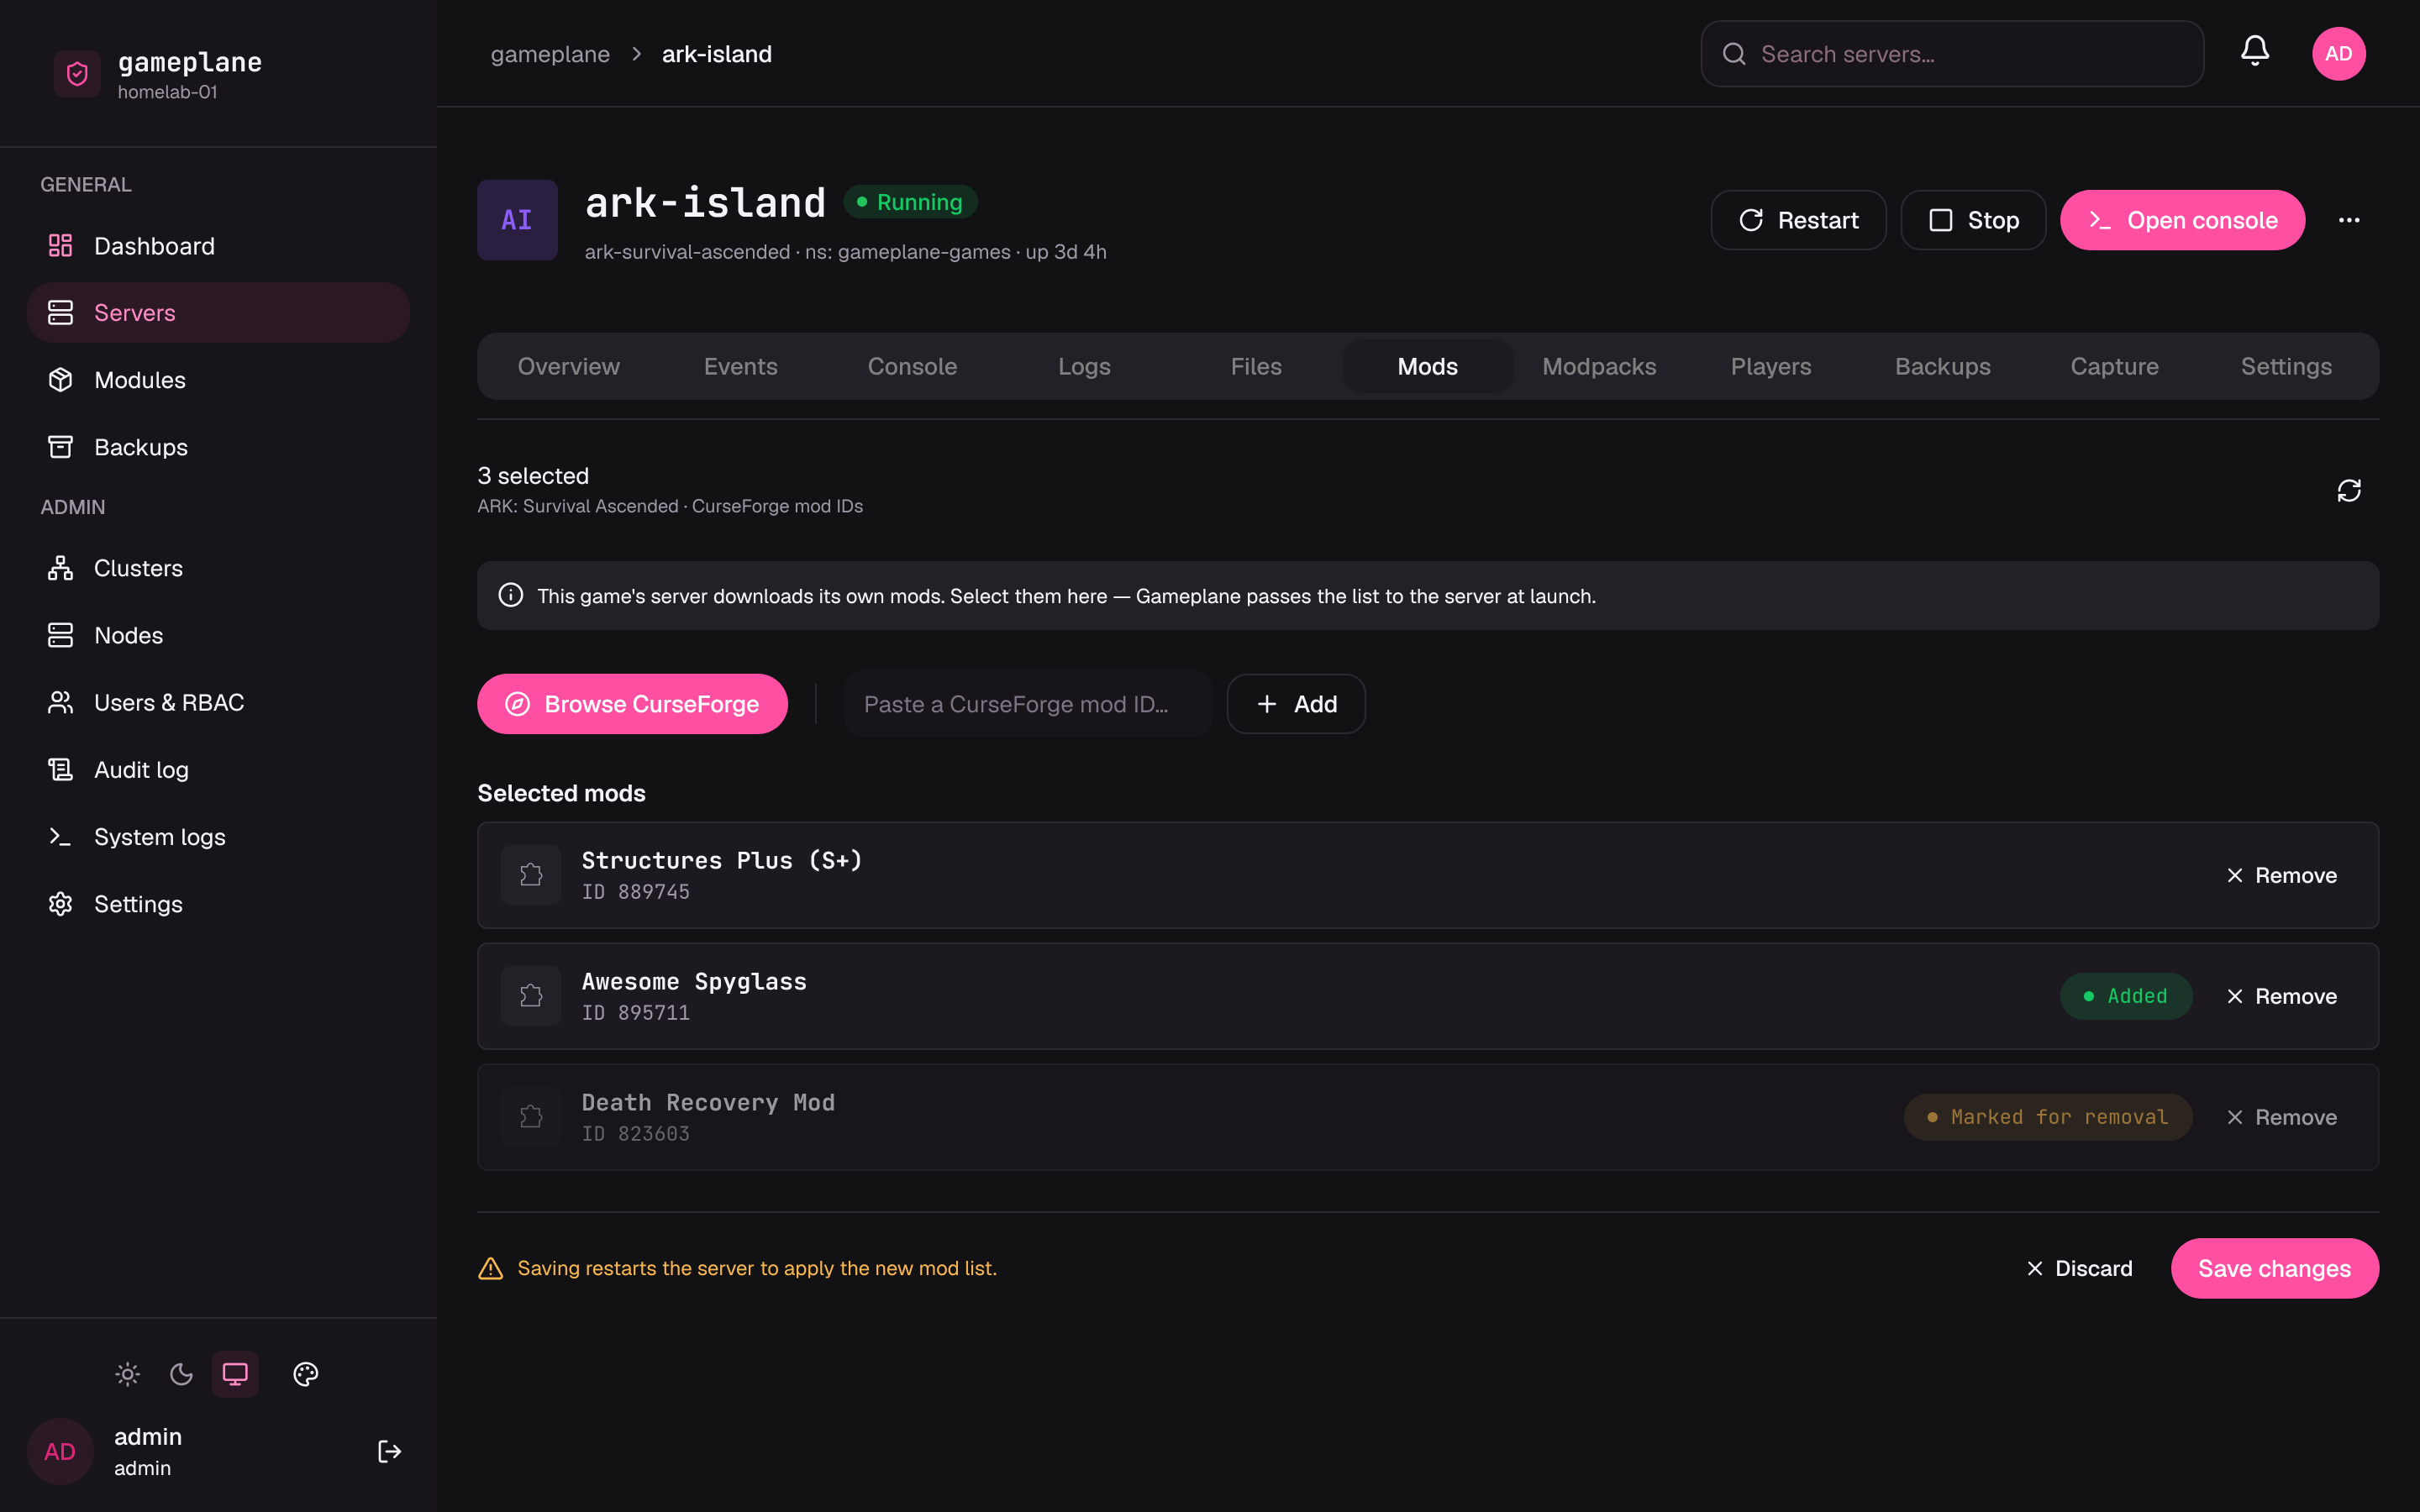 gameplane
homelab-01
GENERAL
Dashboard
Servers
Modules
Backups
ADMIN
Clusters
Nodes
Users & RBAC
Audit log
System logs
Settings
AD
admin
admin
gameplane > ark-island
Search servers...
AD
AI
ark-island
Running
ark-survival-ascended · ns: gameplane-games · up 3d 4h
Restart
Stop
Open console
Overview
Events
Console
Logs
Files
Mods
Modpacks
Players
Backups
Capture
Settings
3 selected
ARK: Survival Ascended · CurseForge mod IDs
This game's server downloads its own mods. Select them here — Gameplane passes the list to the server at launch.
Browse CurseForge
Paste a CurseForge mod ID...
Add
Selected mods
Structures Plus (S+)
ID 889745
Remove
Awesome Spyglass
ID 895711
Added
Remove
Death Recovery Mod
ID 823603
Marked for removal
Remove
Saving restarts the server to apply the new mod list.
Discard
Save changes